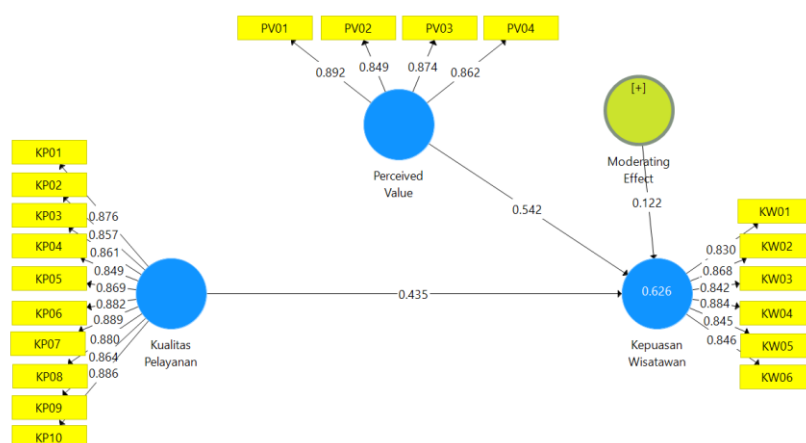 PV01
PV02
PV03
PV04
0.892
0.849
0.874
0.862
[+]
Perceived
Value
Moderating
Effect
0.542
0.122
KP01
KP02
KP03
KP04
KP05
KP06
KP07
KP08
KP09
KP10
0.876
0.857
0.861
0.849
0.869
0.882
0.889
0.880
0.864
0.886
Kualitas
Pelayanan
0.435
0.626
Kepuasan
Wisatawan
0.830
0.868
0.842
0.884
0.845
0.846
KW01
KW02
KW03
KW04
KW05
KW06